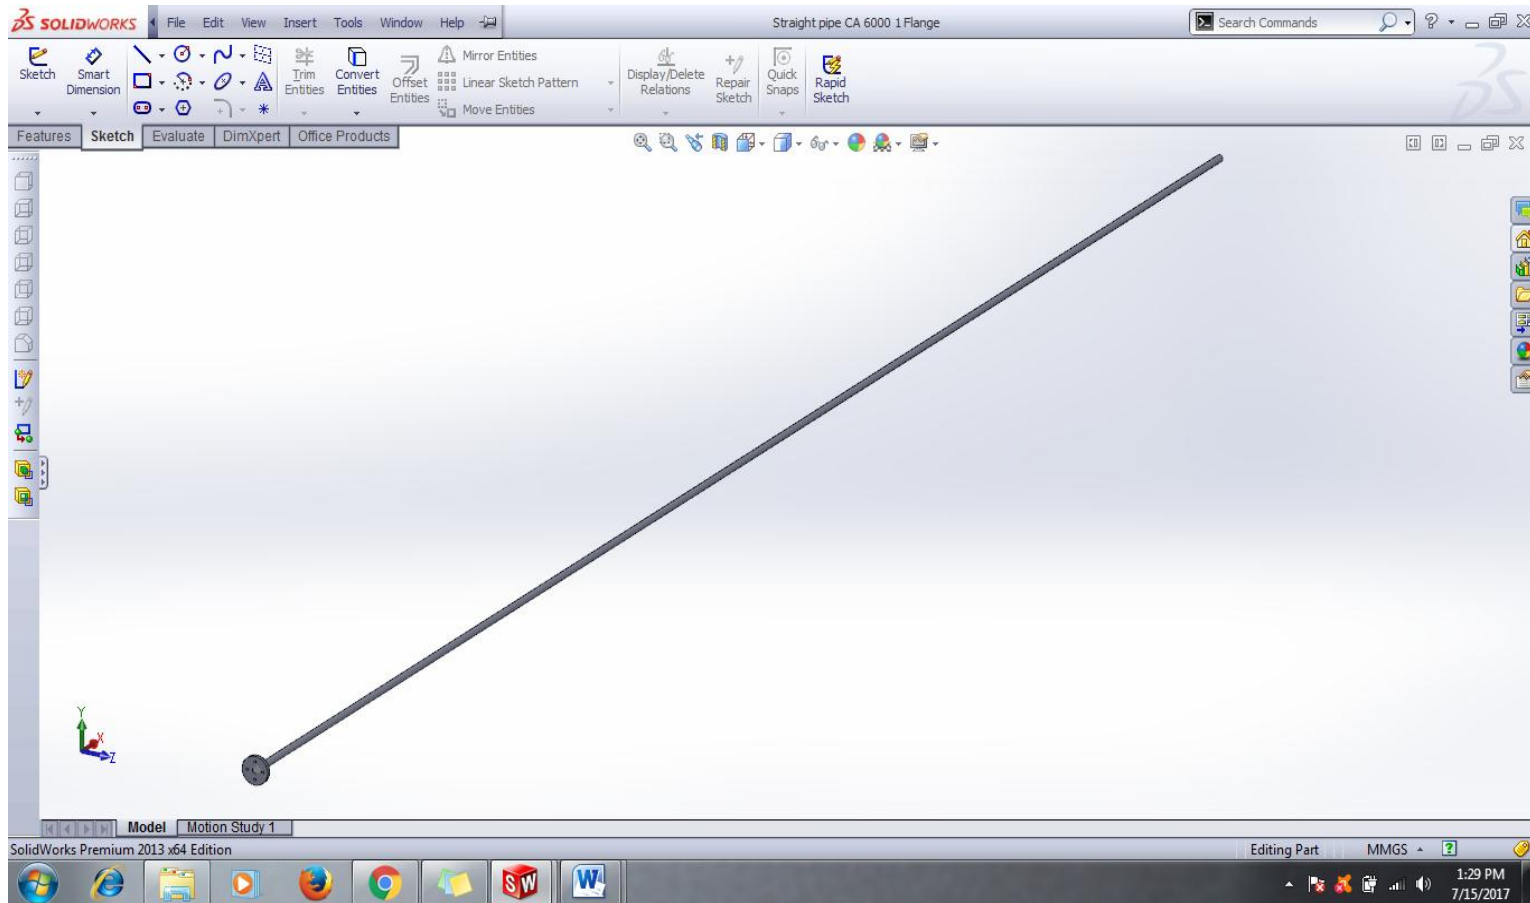 SOLIDWORKS File Edit View Insert Tools Window Help Straight pipe CA 6000 1 Flange Search Commands ?
Sketch Smart Dimension Trim Entities Convert Entities Offset Entities Mirror Entities Display/Delete Relations Repair Sketch Quick Snaps Rapid Sketch
Linear Sketch Pattern
Move Entities
Features Sketch Evaluate DimXpert Office Products
Y
X
Z
Model Motion Study 1
SolidWorks Premium 2013 x64 Edition Editing Part MMGS ?
SW W 1:29 PM
7/15/2017